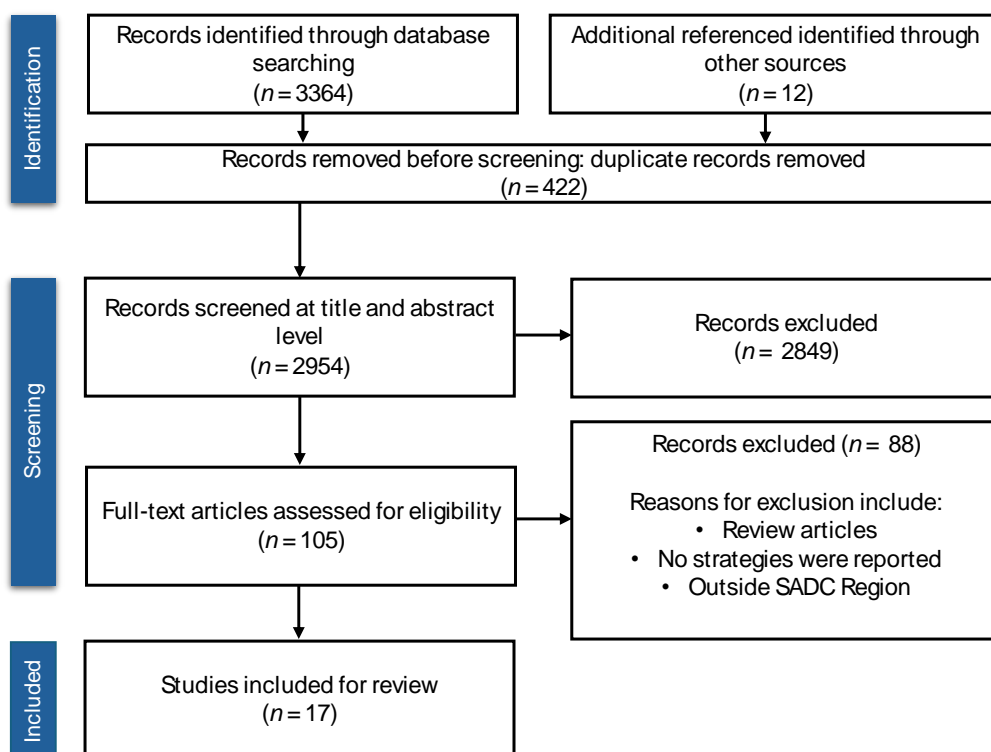 Identification
Records identified through database
searching
(n = 3364)
Additional referenced identified through
other sources
(n = 12)
Records removed before screening: duplicate records removed
(n = 422)
Screening
Records screened at title and abstract
level
(n = 2954)
Records excluded
(n = 2849)
Full-text articles assessed for eligibility
(n = 105)
Records excluded (n = 88)
Reasons for exclusion include:
• Review articles
• No strategies were reported
• Outside SADC Region
Included
Studies included for review
(n = 17)